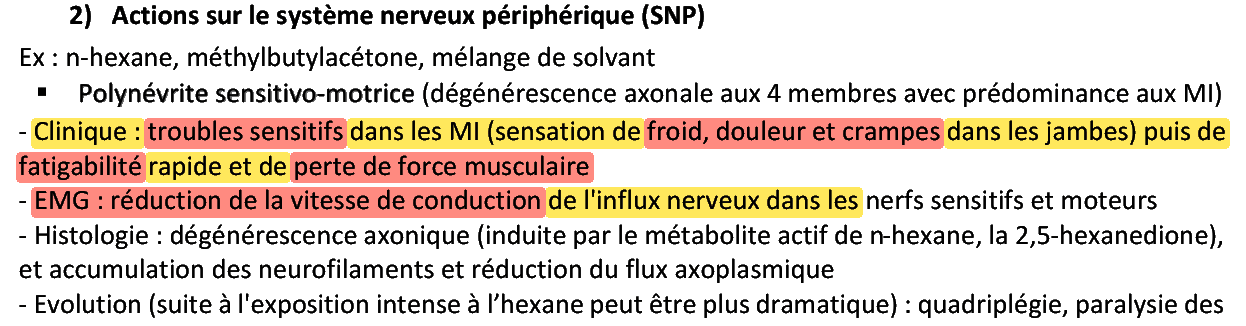 2) Actions sur le système nerveux périphérique (SNP)
Ex : n-hexane, méthylbutylacétone, mélange de solvant
▪ Polynévrite sensitivo-motrice (dégénérescence axonale aux 4 membres avec prédominance aux MI)
- Clinique : troubles sensitifs dans les MI (sensation de froid, douleur et crampes dans les jambes) puis de
fatigabilité rapide et de perte de force musculaire
- EMG : réduction de la vitesse de conduction de l'influx nerveux dans les nerfs sensitifs et moteurs
- Histologie : dégénérescence axonique (induite par le métabolite actif de n-hexane, la 2,5-hexanedione),
et accumulation des neurofilaments et réduction du flux axoplasmique
- Evolution (suite à l'exposition intense à l’hexane peut être plus dramatique) : quadriplégie, paralysie des